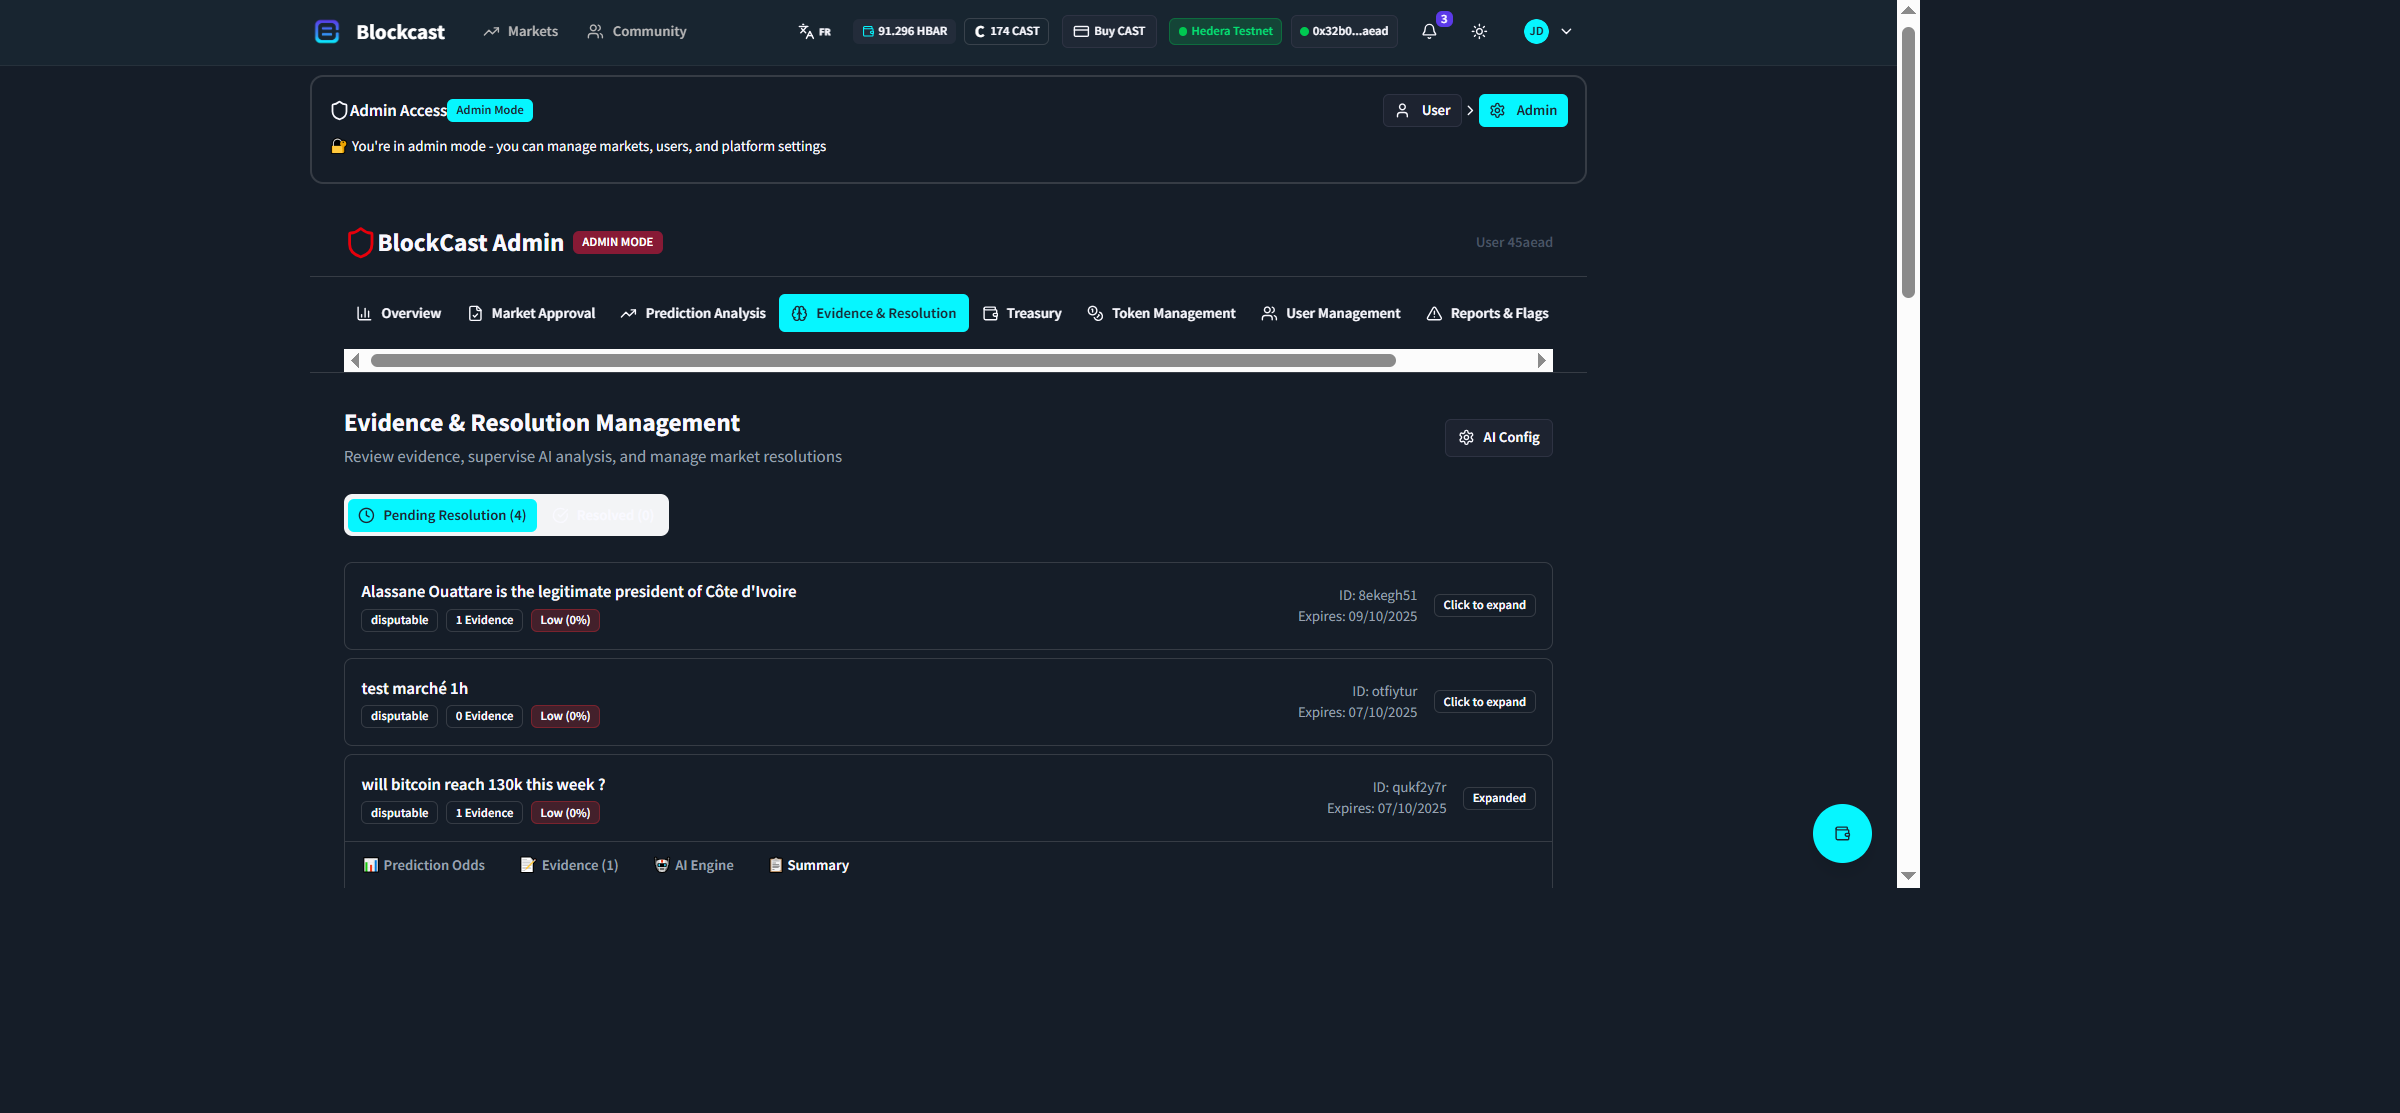 Blockcast
Markets
Community
FR
91.296 HBAR
C 174 CAST
Buy CAST
Hedera Testnet
0x32b0...aead
3
JD
Admin Access
Admin Mode
User
Admin
🔐 You're in admin mode - you can manage markets, users, and platform settings
BlockCast Admin
ADMIN MODE
User 45aead
Overview
Market Approval
Prediction Analysis
Evidence & Resolution
Treasury
Token Management
User Management
Reports & Flags
Evidence & Resolution Management
Review evidence, supervise AI analysis, and manage market resolutions
AI Config
Pending Resolution (4)
Alassane Ouattare is the legitimate president of Côte d'Ivoire
disputable
1 Evidence
Low (0%)
ID: 8ekegh51
Expires: 09/10/2025
Click to expand
test marché 1h
disputable
0 Evidence
Low (0%)
ID: otfiytur
Expires: 07/10/2025
Click to expand
will bitcoin reach 130k this week ?
disputable
1 Evidence
Low (0%)
ID: qukf2y7r
Expires: 07/10/2025
Expanded
📊 Prediction Odds
📝 Evidence (1)
🤖 AI Engine
📋 Summary